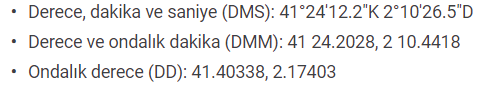 • Derece, dakika ve saniye (DMS): 41°24'12.2"K 2°10'26.5"D
• Derece ve ondalık dakika (DMM): 41 24.2028, 2 10.4418
• Ondalık derece (DD): 41.40338, 2.17403